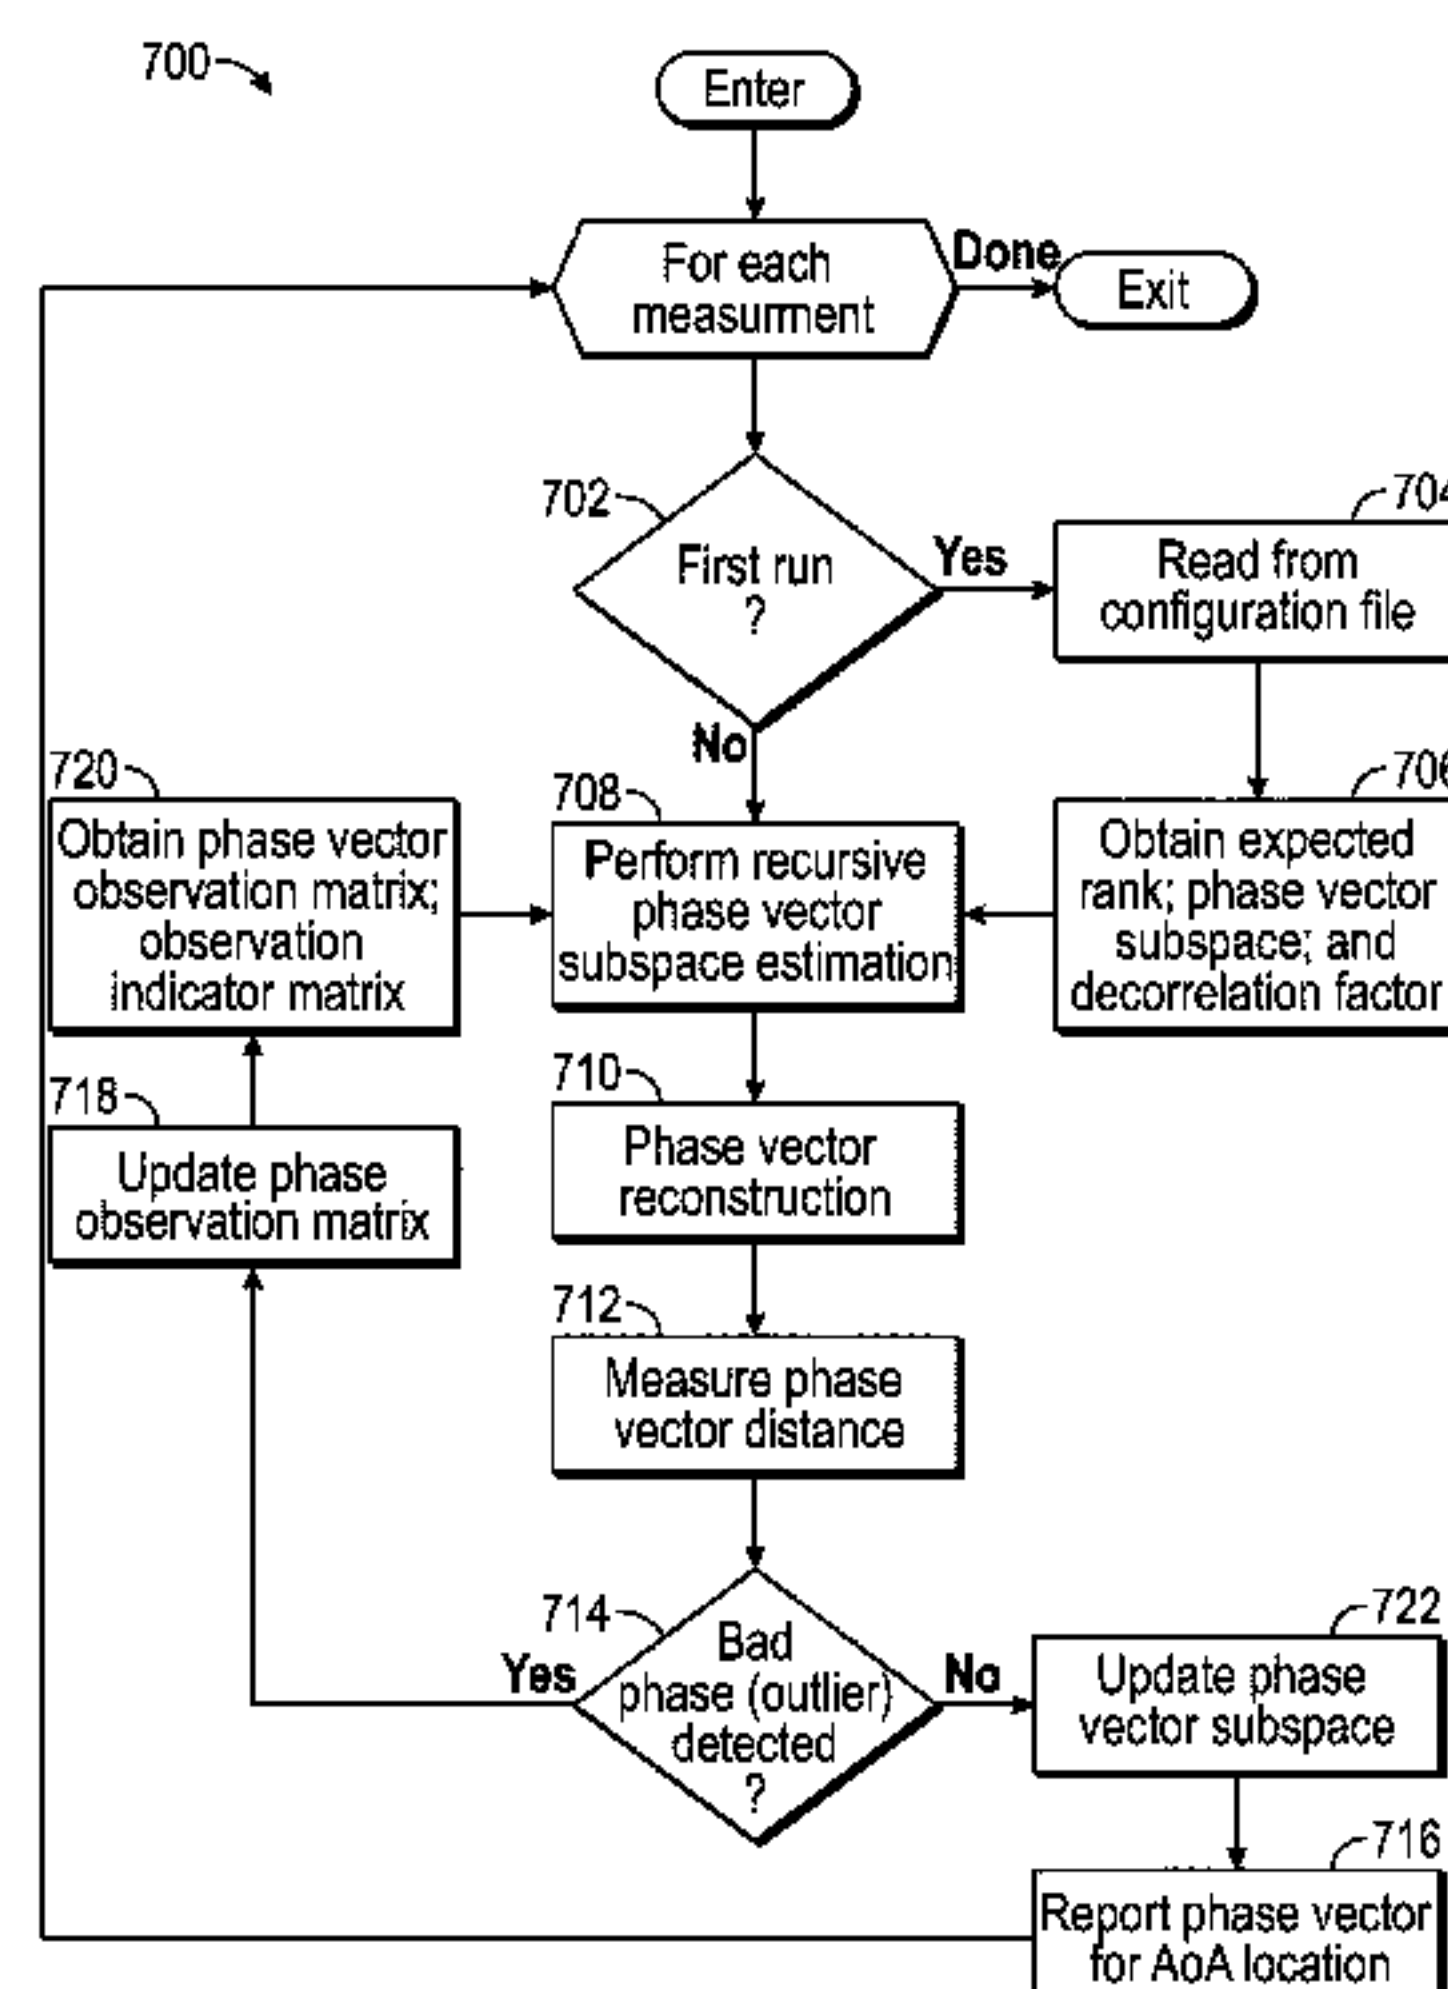 700
Enter
For each
measurment
Done
Exit
702
First run
?
Yes
No
704
Read from
configuration file
720
Obtain phase vector
observation matrix;
observation
indicator matrix
708
Perform recursive
phase vector
subspace estimation
706
Obtain expected
rank; phase vector
subspace; and
decorrelation factor
718
Update phase
observation matrix
710
Phase vector
reconstruction
712
Measure phase
vector distance
714
Bad
phase (outlier)
detected
?
Yes
No
722
Update phase
vector subspace
716
Report phase vector
for AoA location